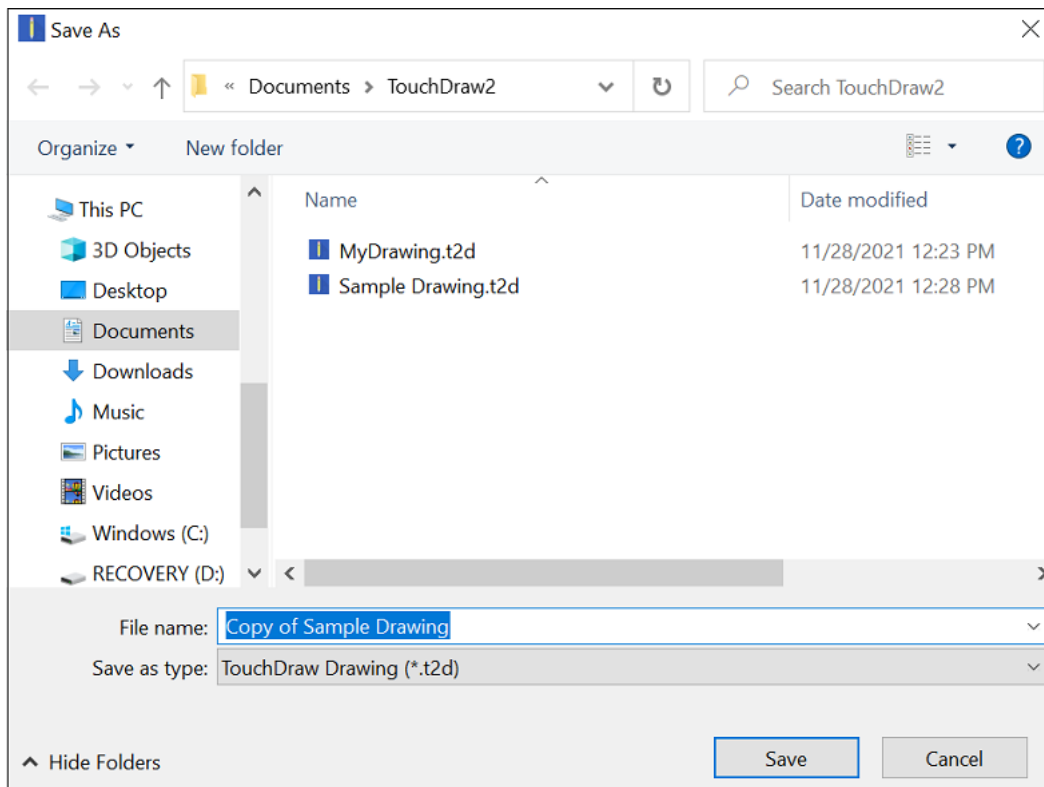 Save As
« Documents > TouchDraw2
Search TouchDraw2
Organize
New folder
?
Name
Date modified
This PC
3D Objects
Desktop
Documents
Downloads
Music
Pictures
Videos
Windows (C:)
RECOVERY (D:)
MyDrawing.t2d 11/28/2021 12:23 PM
Sample Drawing.t2d 11/28/2021 12:28 PM
File name: Copy of Sample Drawing
Save as type: TouchDraw Drawing (*.t2d)
Hide Folders
Save
Cancel